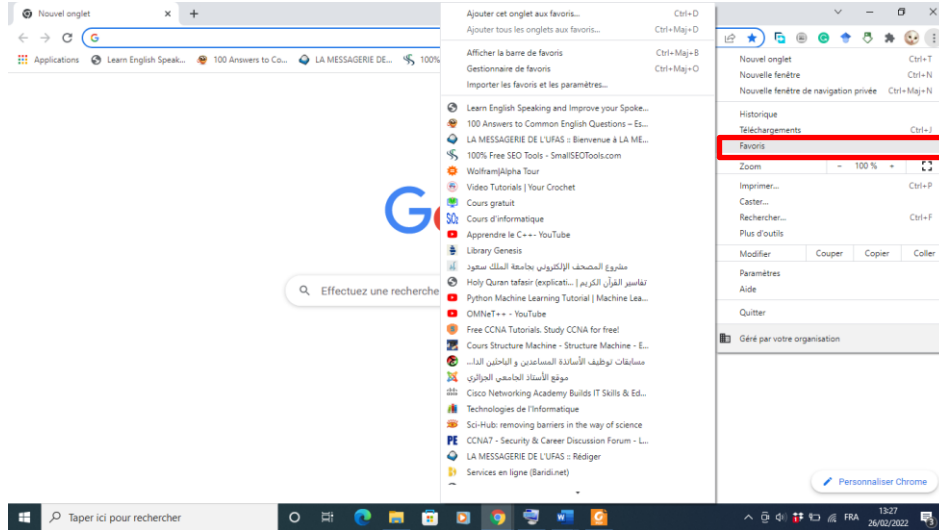 Nouvel onglet
G
Applications
Learn English Speak...
100 Answers to Co...
LA MESSAGERIE DE...
100%
Effectuez une recherche
Ajouter cet onglet aux favoris... Ctrl+D
Ajouter tous les onglets aux favoris... Ctrl+Maj+D
Afficher la barre de favoris Ctrl+Maj+B
Gestionnaire de favoris Ctrl+Maj+O
Importer les favoris et les paramètres...
Learn English Speaking and Improve your Spoke...
100 Answers to Common English Questions – Es...
LA MESSAGERIE DE L'UFAS :: Bienvenue à LA ME...
100% Free SEO Tools - SmallSEOTools.com
Wolfram|Alpha Tour
Video Tutorials | Your Crochet
Cours gratuit
Cours d'informatique
Apprendre le C++- YouTube
Library Genesis
مشروع المصحف الإلكتروني بجامعة الملك سعود
Holy Quran tafasir (explicati... | تفاسير القرآن الكريم
Python Machine Learning Tutorial | Machine Lea...
OMNeT++ - YouTube
Free CCNA Tutorials. Study CCNA for free!
Cours Structure Machine - Structure Machine - E...
مسابقات توظيف الأساتذة المساعدين و الباحثين الدا...
موقع الأستاذ الجامعي الجزائري
Cisco Networking Academy Builds IT Skills & Ed...
Technologies de l'Informatique
Sci-Hub: removing barriers in the way of science
CCNA7 - Security & Career Discussion Forum - L...
LA MESSAGERIE DE L'UFAS :: Rédiger
Services en ligne (Baridi.net)
Nouvel onglet Ctrl+T
Nouvelle fenêtre Ctrl+N
Nouvelle fenêtre de navigation privée Ctrl+Maj+N
Historique
Téléchargements Ctrl+J
Favoris
Zoom - 100 % +
Imprimer... Ctrl+P
Caster...
Rechercher... Ctrl+F
Plus d'outils
Modifier Couper Copier Coller
Paramètres
Aide
Quitter
Géré par votre organisation
Personnaliser Chrome
Taper ici pour rechercher
FRA
13:27
26/02/2022